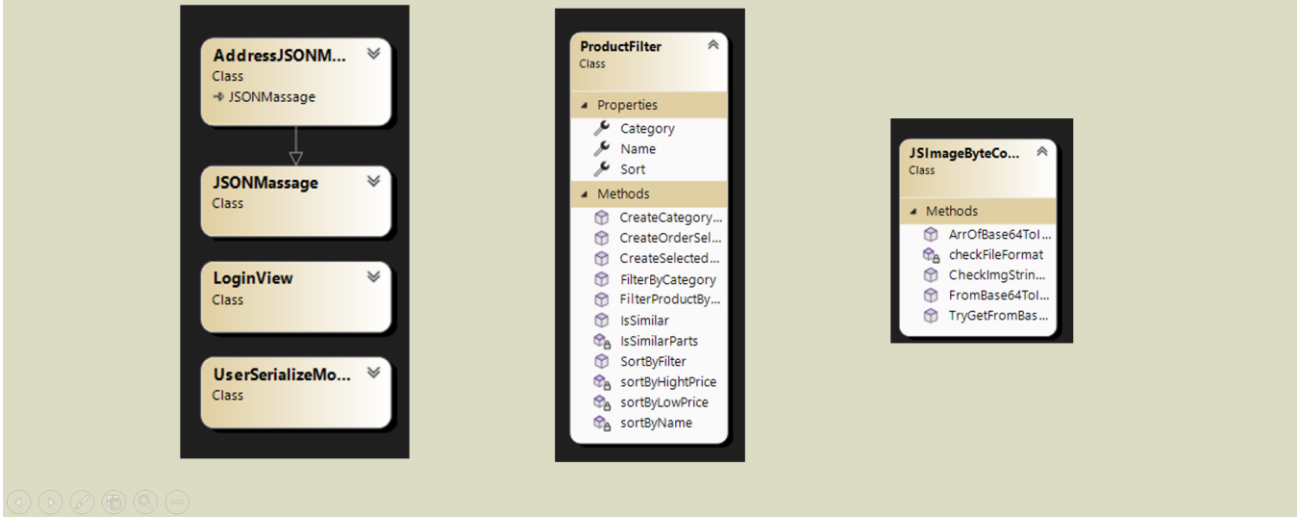 AddressJSONM...
Class
JSONMassage
JSONMassage
Class
LoginView
Class
UserSerializeMo...
Class
ProductFilter
Class
Properties
Category
Name
Sort
Methods
CreateCategory...
CreateOrderSel...
CreateSelected...
FilterByCategory
FilterProductBy...
IsSimilar
IsSimilarParts
SortByFilter
sortByHightPrice
sortByLowPrice
sortByName
JSImageByteCo...
Class
Methods
ArrOfBase64ToI...
checkFileFormat
CheckImgStrin...
FromBase64ToI...
TryGetFromBas...